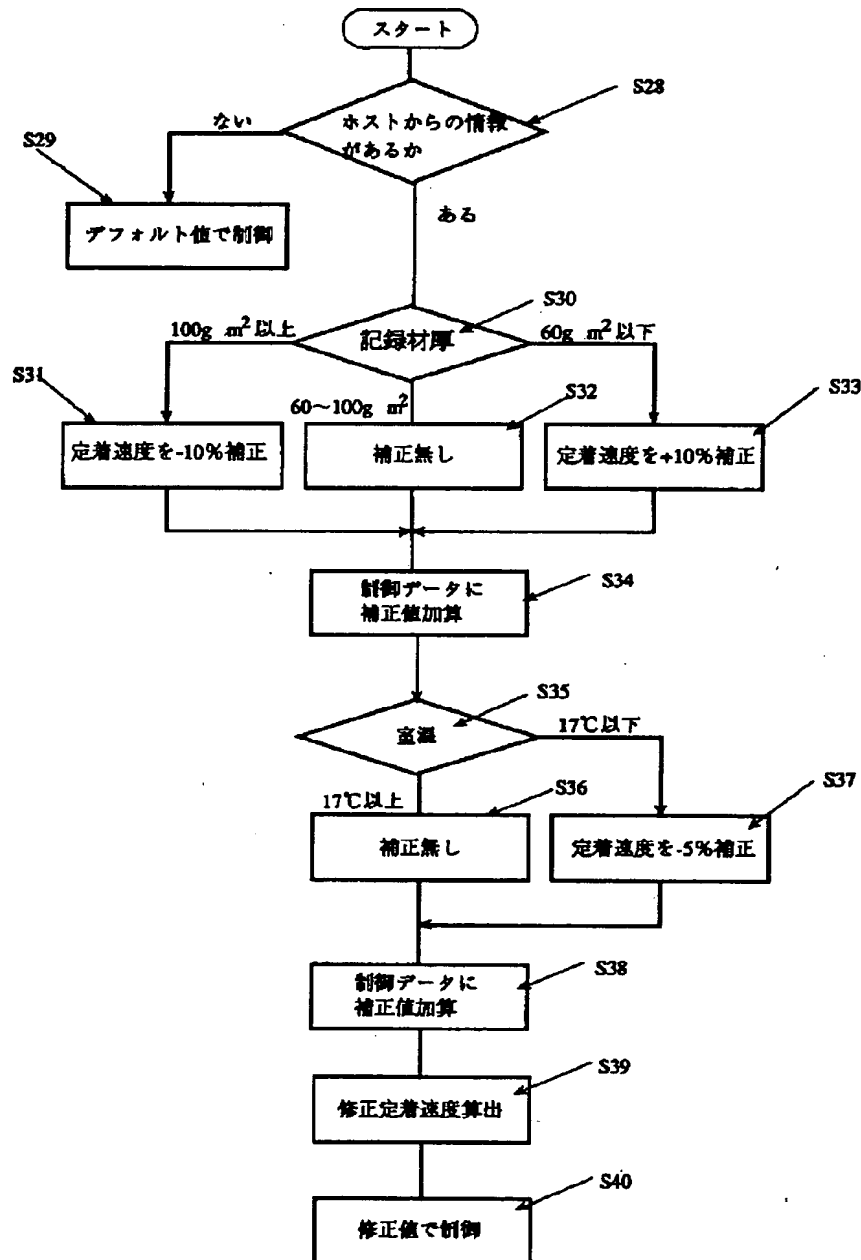 スタート
S28
ホストからの情報
があるか
ない
S29
デフォルト値で制御
ある
S30
記録材厚
100g m²以上
60g m²以下
S31
60〜100g m²
S32
S33
定着速度を-10%補正
補正無し
定着速度を+10%補正
S34
制御データに
補正値加算
S35
室温
17℃以下
17℃以上
S36
S37
補正無し
定着速度を-5%補正
S38
制御データに
補正値加算
S39
修正定着速度算出
S40
修正値で制御